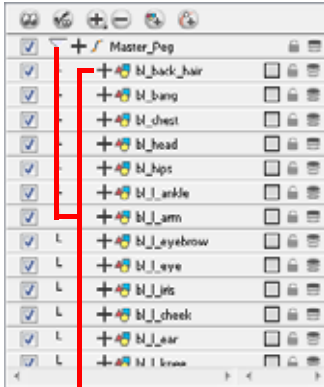 Master_Peg
bl_back_hair
bl_bang
bl_chest
bl_head
bl_hips
bl_l_ankle
bl_l_arm
bl_l_eyebrow
bl_l_eye
bl_l_iris
bl_l_cheek
bl_l_ear
bl_l_knee